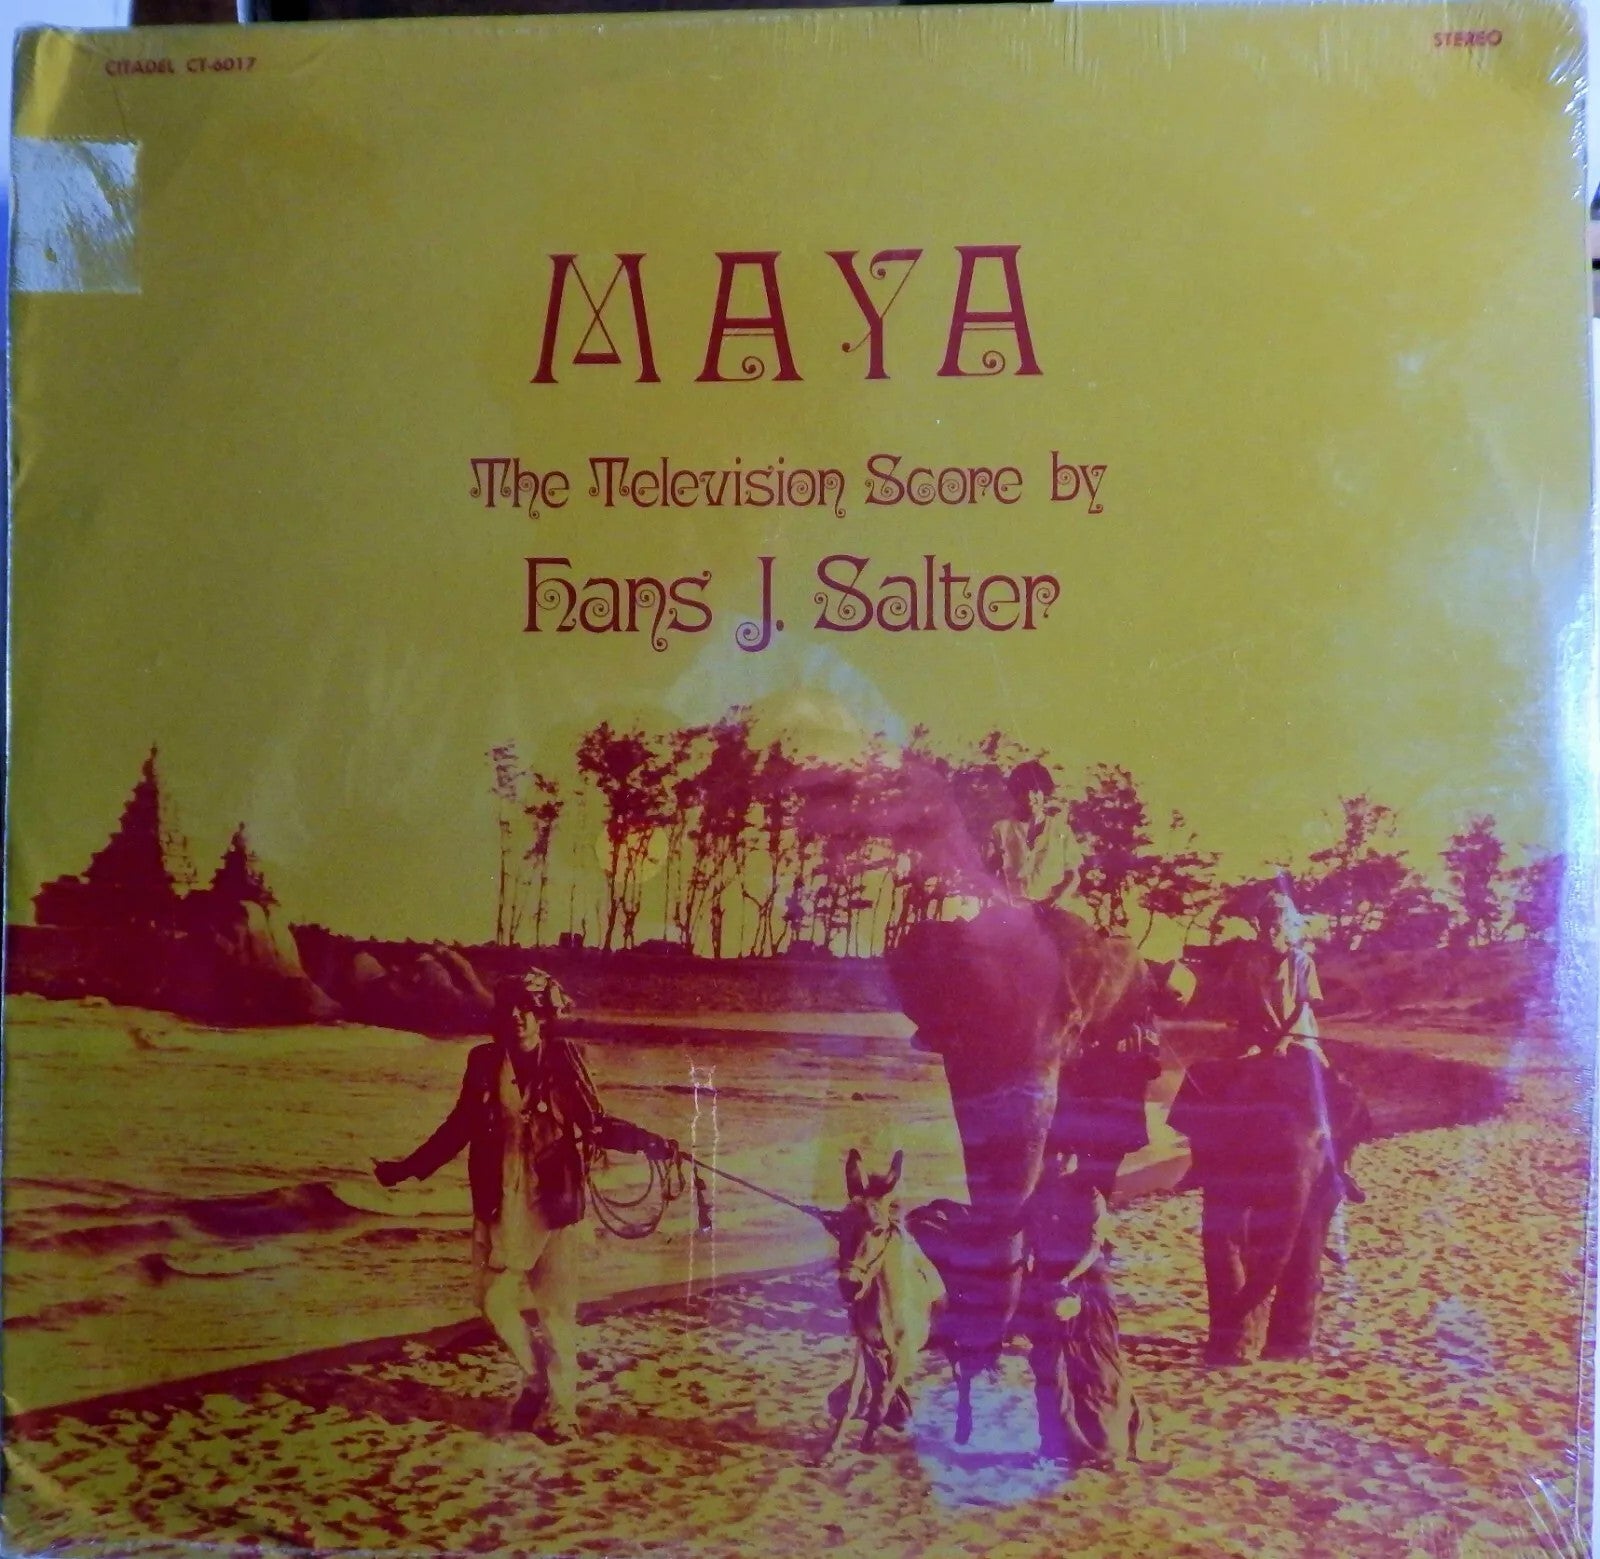 CITADEL CT-6017
STEREO
MAYA
The Television Score by
Hans J. Salter